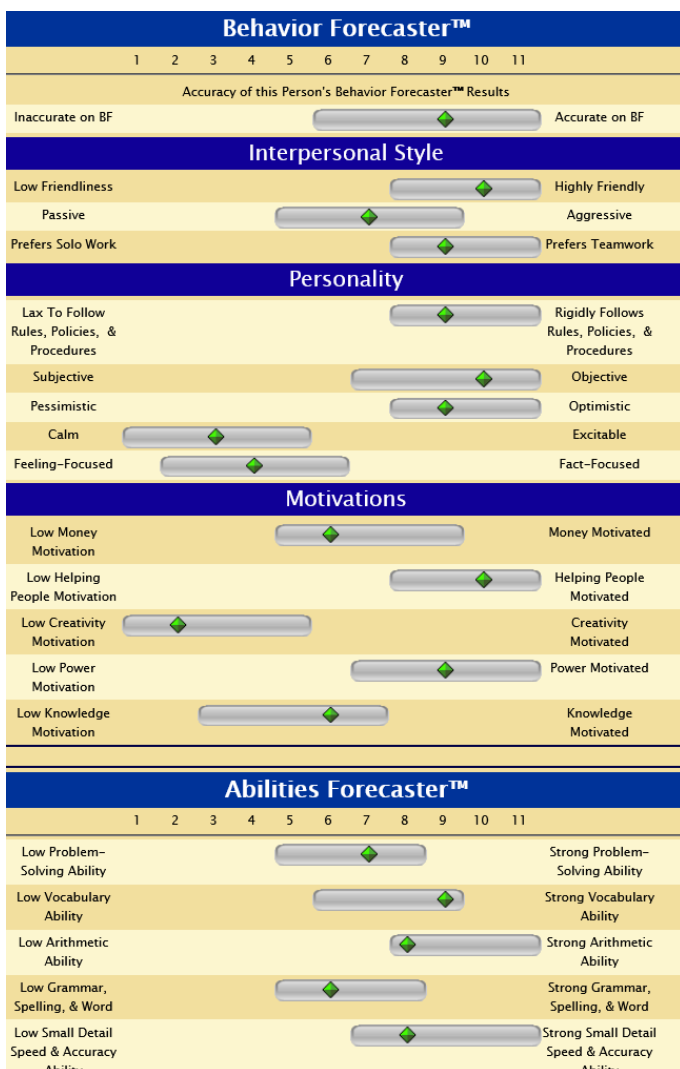 Behavior Forecaster™
1 2 3 4 5 6 7 8 9 10 11
Accuracy of this Person's Behavior Forecaster™ Results
Inaccurate on BF Accurate on BF
Interpersonal Style
Low Friendliness Highly Friendly
Passive Aggressive
Prefers Solo Work Prefers Teamwork
Personality
Lax To Follow Rigidly Follows
Rules, Policies, & Rules, Policies, &
Procedures Procedures
Subjective Objective
Pessimistic Optimistic
Calm Excitable
Feeling-Focused Fact-Focused
Motivations
Low Money Money Motivated
Motivation
Low Helping Helping People
People Motivation Motivated
Low Creativity Creativity
Motivation Motivated
Low Power Power Motivated
Motivation
Low Knowledge Knowledge
Motivation Motivated
Abilities Forecaster™
1 2 3 4 5 6 7 8 9 10 11
Low Problem- Strong Problem-
Solving Ability Solving Ability
Low Vocabulary Strong Vocabulary
Ability Ability
Low Arithmetic Strong Arithmetic
Ability Ability
Low Grammar, Strong Grammar,
Spelling, & Word Spelling, & Word
Low Small Detail Strong Small Detail
Speed & Accuracy Speed & Accuracy
Ability Ability